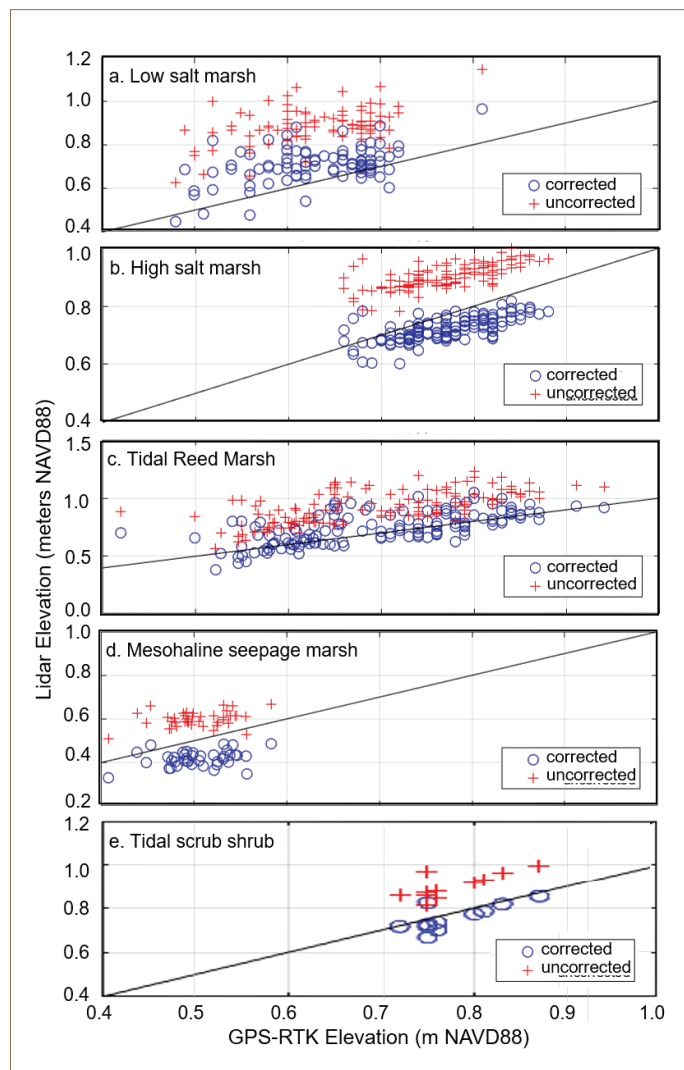 1.2
a. Low salt marsh
1.0
0.8
0.6
corrected
uncorrected
0.4
1.0
b. High salt marsh
0.8
0.6
corrected
uncorrected
0.4
1.5
c. Tidal Reed Marsh
1.0
0.5
corrected
uncorrected
0.0
1.0
d. Mesohaline seepage marsh
0.8
0.6
0.4
corrected
uncorrected
0.2
1.2
e. Tidal scrub shrub
1.0
0.8
0.6
corrected
uncorrected
0.4
0.4 0.5 0.6 0.7 0.8 0.9 1.0
GPS-RTK Elevation (m NAVD88)
Lidar Elevation (meters NAVD88)